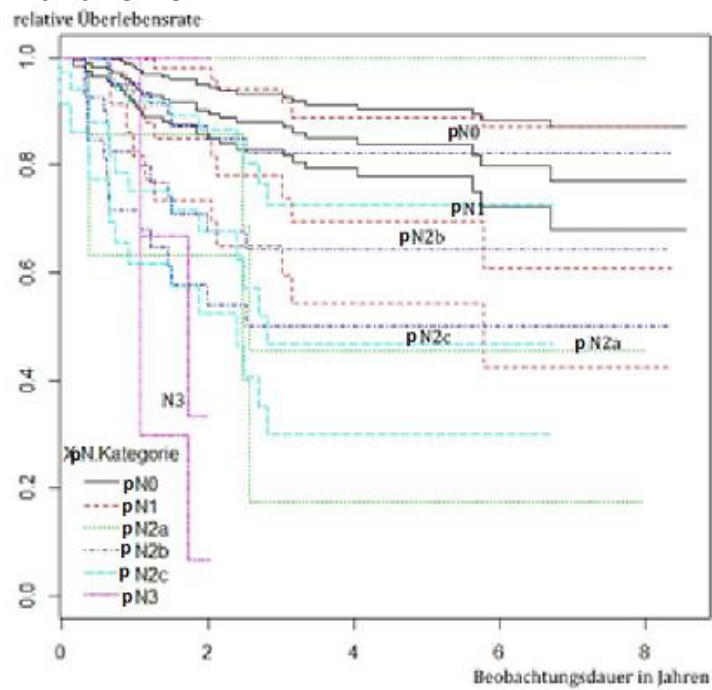 relative Überlebensrate
1.0
0.8
0.6
0.4
0.2
0.0
pN0
pN1
pN2b
pN2c
pN2a
N3
pN.Kategorie
pN0
pN1
pN2a
pN2b
pN2c
pN3
0 2 4 6 8
Beobachtungsdauer in Jahren